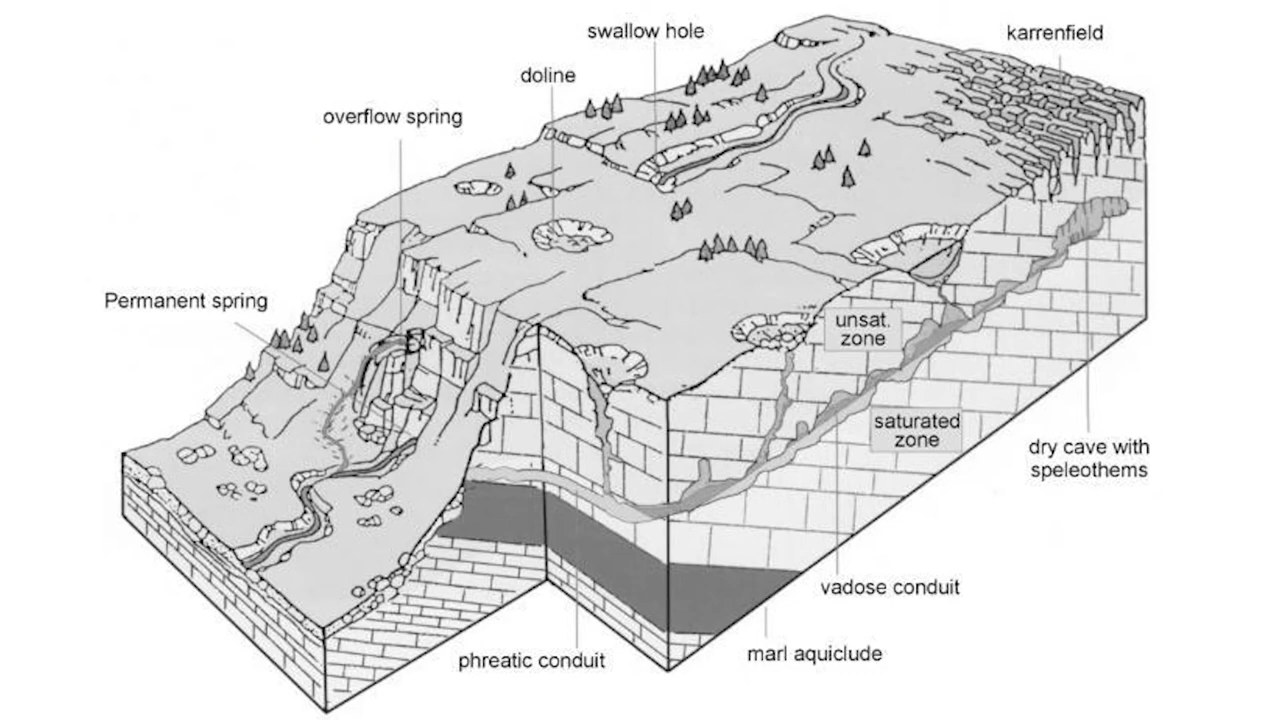 swallow hole
karrenfield
doline
overflow spring
Permanent spring
unsat.
zone
saturated
zone
dry cave with
speleothems
vadose conduit
marl aquiclude
phreatic conduit